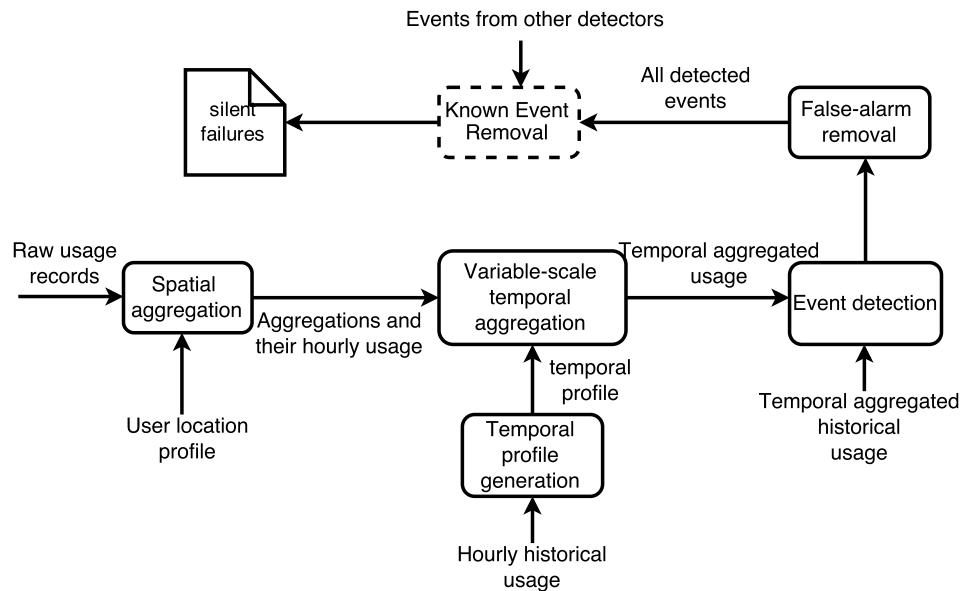 Events from other detectors
silent
failures
Known Event
Removal
All detected
events
False-alarm
removal
Raw usage
records
Spatial
aggregation
Aggregations and
their hourly usage
Variable-scale
temporal
aggregation
Temporal aggregated
usage
Event detection
User location
profile
temporal
profile
Temporal
profile
generation
Temporal aggregated
historical
usage
Hourly historical
usage